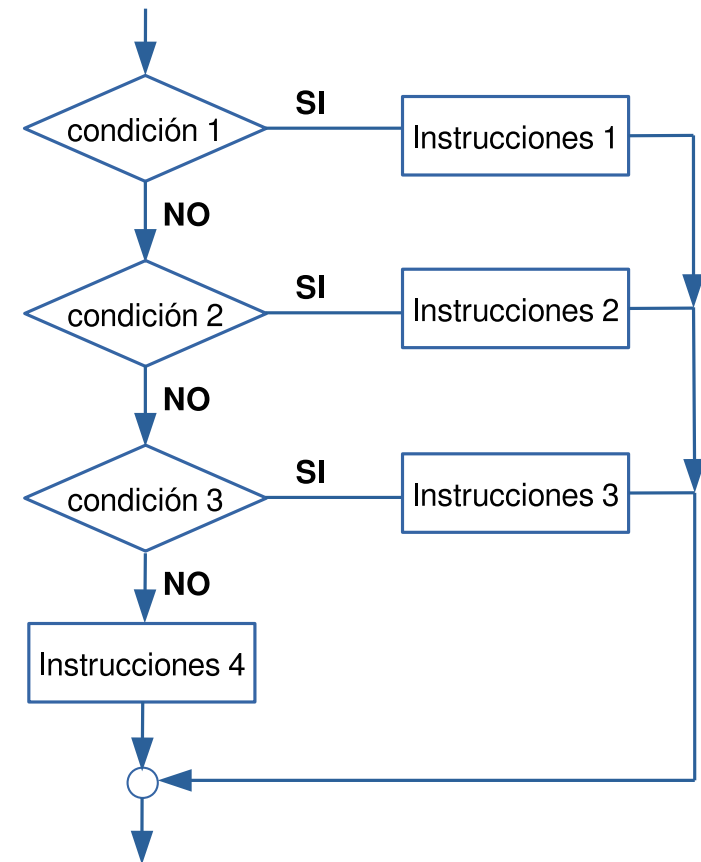 condición 1
SI
Instrucciones 1
NO
condición 2
SI
Instrucciones 2
NO
condición 3
SI
Instrucciones 3
NO
Instrucciones 4